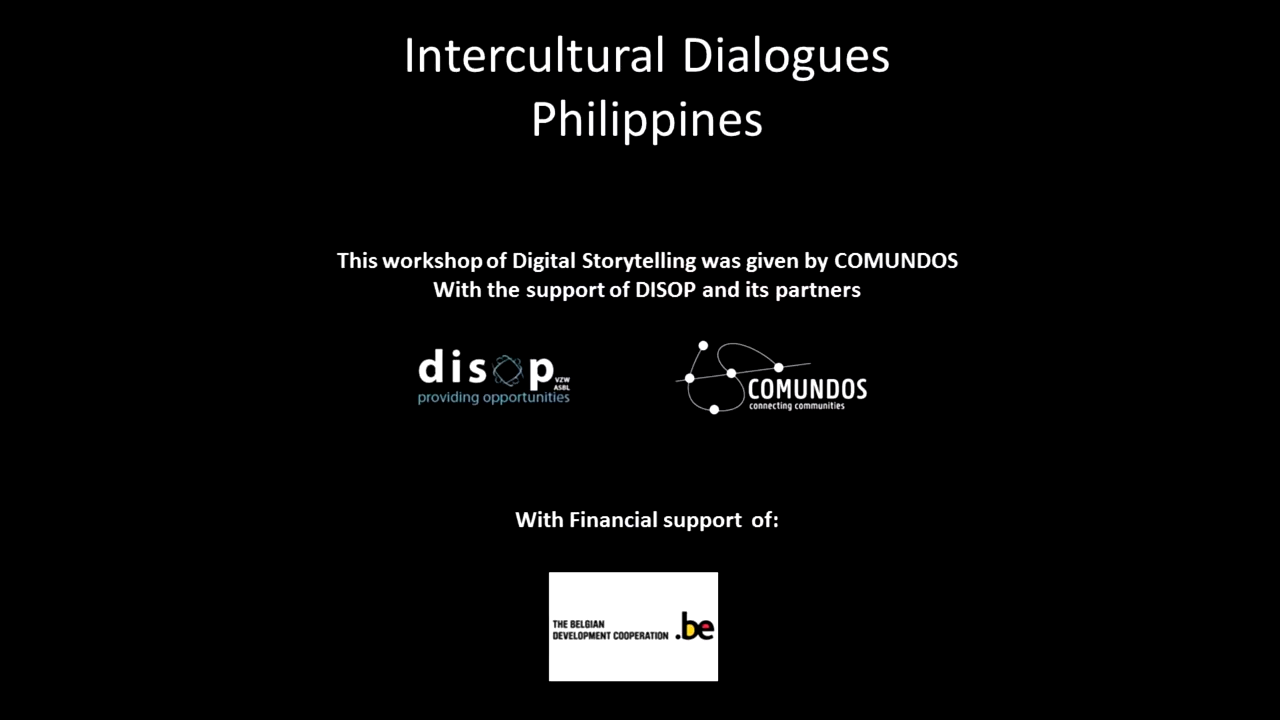 Intercultural Dialogues
Philippines
This workshop of Digital Storytelling was given by COMUNDOS
With the support of DISOP and its partners
disop VZW ASBL
providing opportunities
COMUNDOS
connecting communities
With Financial support of:
THE BELGIAN
DEVELOPMENT COOPERATION .be